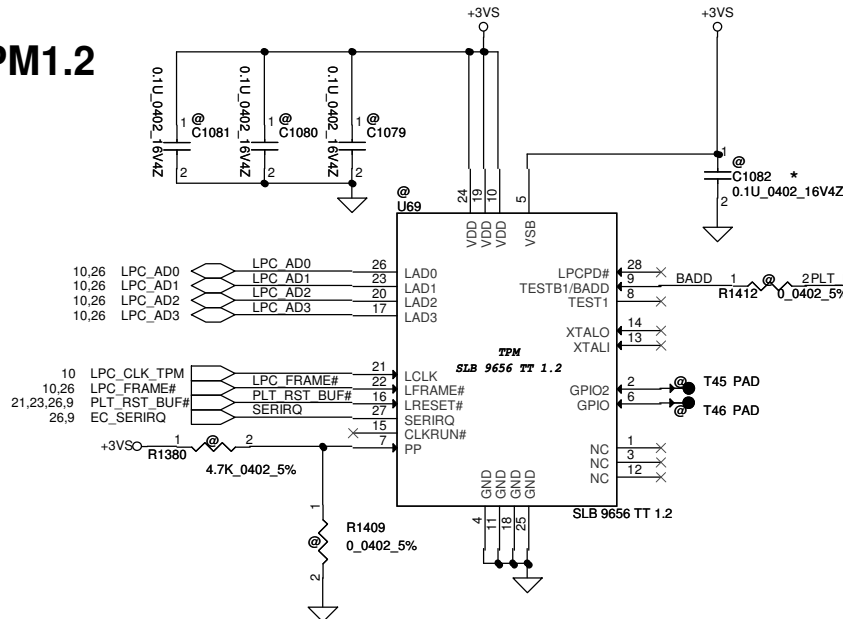 PM1.2
+3VS
+3VS
0.1U_0402_16V4Z
1
@
C1081
2
0.1U_0402_16V4Z
1
@
C1080
2
0.1U_0402_16V4Z
1
@
C1079
2
1
@
C1082 *
0.1U_0402_16V4Z
2
@
U69
24
19
10
5
VDD
VDD
VDD
VSB
10,26 LPC_AD0 LPC_AD0 26 LAD0
10,26 LPC_AD1 LPC_AD1 23 LAD1
10,26 LPC_AD2 LPC_AD2 20 LAD2
10,26 LPC_AD3 LPC_AD3 17 LAD3
LPCPD# 28
TESTB1/BADD 9 BADD 1 @ 2 PLT
R1412 0_0402_5%
TEST1 8
XTALO 14
XTALI 13
TPM
SLB 9656 TT 1.2
10 LPC_CLK_TPM 21 LCLK
10,26 LPC_FRAME# LPC_FRAME# 22 LFRAME#
21,23,26,9 PLT_RST_BUF# PLT_RST_BUF# 16 LRESET#
26,9 EC_SERIRQ SERIRQ 27 SERIRQ
15 CLKRUN#
+3VS 1 @ 2 7 PP
R1380
4.7K_0402_5%
GPIO2 2 @ T45 PAD
GPIO 6 @ T46 PAD
NC 1
NC 3
NC 12
GND
GND
GND
GND
4
11
18
25
SLB 9656 TT 1.2
1
R1409
@
0_0402_5%
2